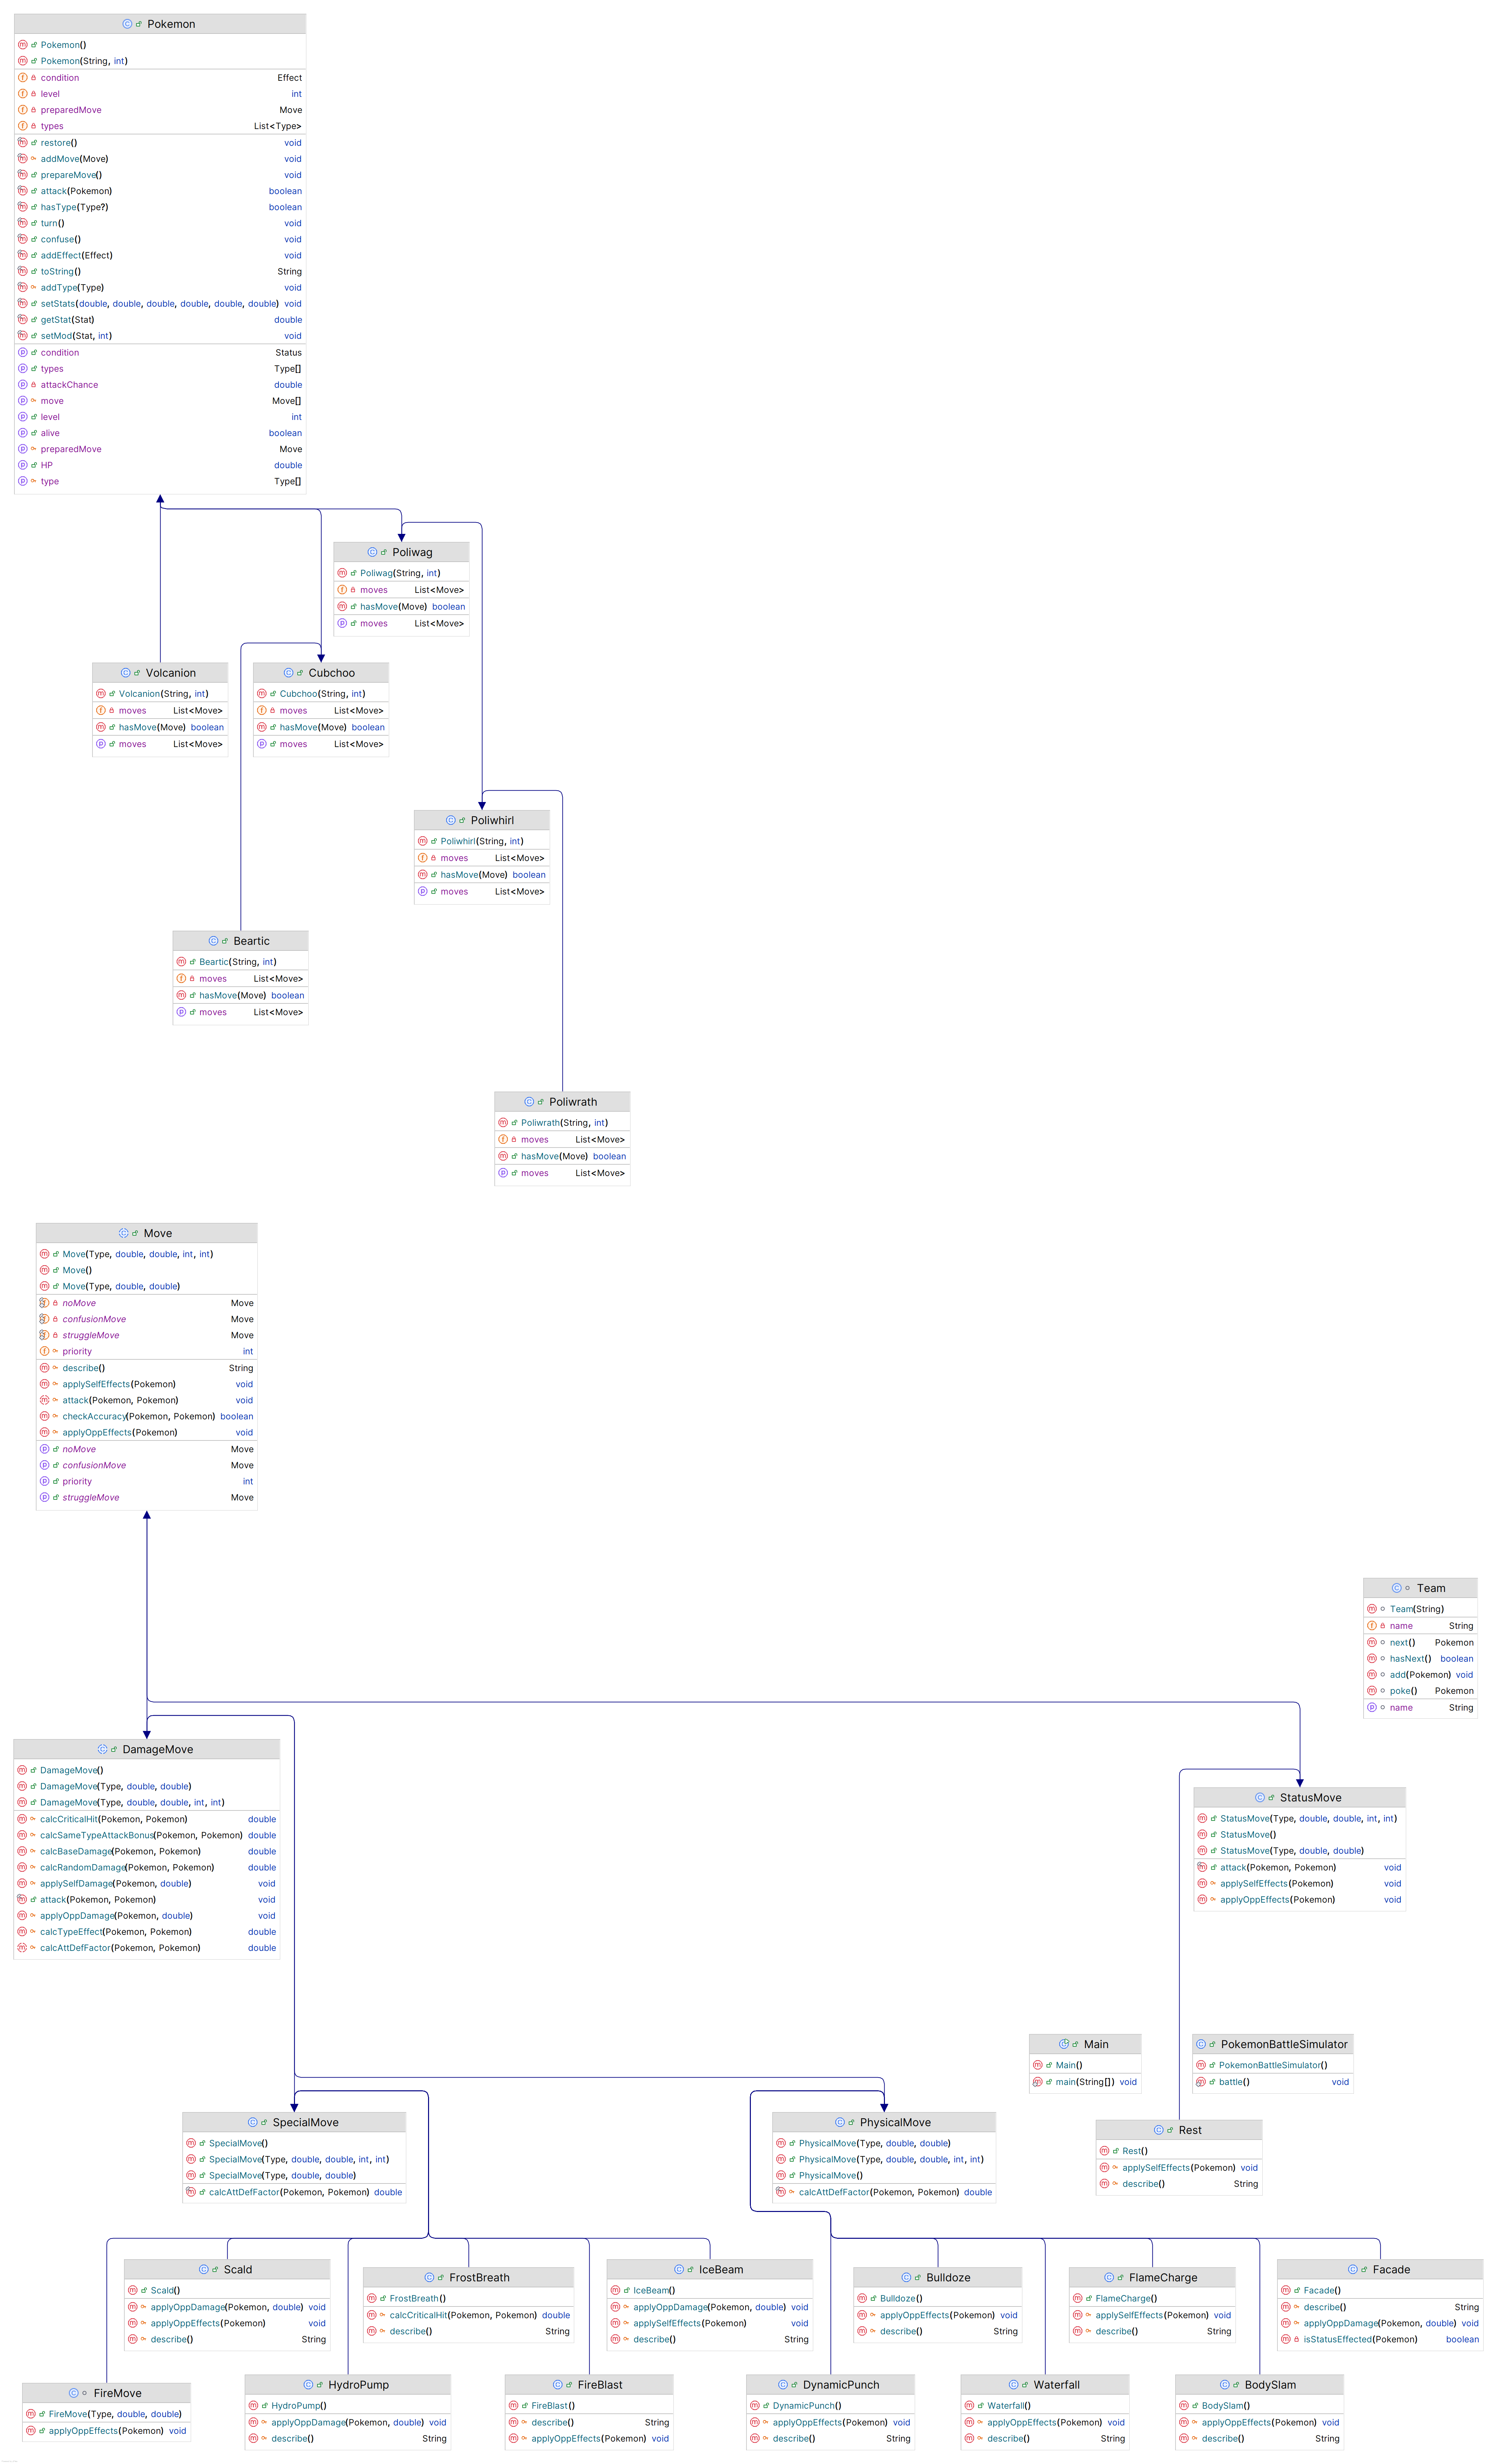 Pokemon
Pokemon()
Pokemon(String, int)
condition Effect
level int
preparedMove Move
types List<Type>
restore() void
addMove(Move) void
prepareMove() void
attack(Pokemon) boolean
hasType(Type?) boolean
turn() void
confuse() void
addEffect(Effect) void
toString() String
addType(Type) void
setStats(double, double, double, double, double, double) void
getStat(Stat) double
setMod(Stat, int) void
condition Status
types Type[]
attackChance double
move Move[]
level int
alive boolean
preparedMove Move
HP double
type Type[]
Poliwag
Poliwag(String, int)
moves List<Move>
hasMove(Move) boolean
moves List<Move>
Volcanion
Volcanion(String, int)
moves List<Move>
hasMove(Move) boolean
moves List<Move>
Cubchoo
Cubchoo(String, int)
moves List<Move>
hasMove(Move) boolean
moves List<Move>
Poliwhirl
Poliwhirl(String, int)
moves List<Move>
hasMove(Move) boolean
moves List<Move>
Beartic
Beartic(String, int)
moves List<Move>
hasMove(Move) boolean
moves List<Move>
Poliwrath
Poliwrath(String, int)
moves List<Move>
hasMove(Move) boolean
moves List<Move>
Move
Move(Type, double, double, int, int)
Move()
Move(Type, double, double)
noMove Move
confusionMove Move
struggleMove Move
priority int
describe() String
applySelfEffects(Pokemon) void
attack(Pokemon, Pokemon) void
checkAccuracy(Pokemon, Pokemon) boolean
applyOppEffects(Pokemon) void
noMove Move
confusionMove Move
priority int
struggleMove Move
Team
Team(String)
name String
next() Pokemon
hasNext() boolean
add(Pokemon) void
poke() Pokemon
name String
DamageMove
DamageMove()
DamageMove(Type, double, double)
DamageMove(Type, double, double, int, int)
calcCriticalHit(Pokemon, Pokemon) double
calcSameTypeAttackBonus(Pokemon, Pokemon) double
calcBaseDamage(Pokemon, Pokemon) double
calcRandomDamage(Pokemon, Pokemon) double
applySelfDamage(Pokemon, double) void
attack(Pokemon, Pokemon) void
applyOppDamage(Pokemon, double) void
calcTypeEffect(Pokemon, Pokemon) double
calcAttDefFactor(Pokemon, Pokemon) double
StatusMove
StatusMove(Type, double, double, int, int)
StatusMove()
StatusMove(Type, double, double)
attack(Pokemon, Pokemon) void
applySelfEffects(Pokemon) void
applyOppEffects(Pokemon) void
Main
Main()
main(String[]) void
PokemonBattleSimulator
PokemonBattleSimulator()
battle() void
SpecialMove
SpecialMove()
SpecialMove(Type, double, double, int, int)
SpecialMove(Type, double, double)
calcAttDefFactor(Pokemon, Pokemon) double
PhysicalMove
PhysicalMove(Type, double, double)
PhysicalMove(Type, double, double, int, int)
PhysicalMove()
calcAttDefFactor(Pokemon, Pokemon) double
Rest
Rest()
applySelfEffects(Pokemon) void
describe() String
Scald
Scald()
applyOppDamage(Pokemon, double) void
applyOppEffects(Pokemon) void
describe() String
FrostBreath
FrostBreath()
calcCriticalHit(Pokemon, Pokemon) double
describe() String
IceBeam
IceBeam()
applyOppDamage(Pokemon, double) void
applySelfEffects(Pokemon) void
describe() String
Bulldoze
Bulldoze()
applyOppEffects(Pokemon) void
describe() String
FlameCharge
FlameCharge()
applySelfEffects(Pokemon) void
describe() String
Facade
Facade()
describe() String
applyOppDamage(Pokemon, double) void
isStatusEffected(Pokemon) boolean
FireMove
FireMove(Type, double, double)
applyOppEffects(Pokemon) void
HydroPump
HydroPump()
applyOppDamage(Pokemon, double) void
describe() String
FireBlast
FireBlast()
describe() String
applyOppEffects(Pokemon) void
DynamicPunch
DynamicPunch()
applyOppEffects(Pokemon) void
describe() String
Waterfall
Waterfall()
applyOppEffects(Pokemon) void
describe() String
BodySlam
BodySlam()
applyOppEffects(Pokemon) void
describe() String